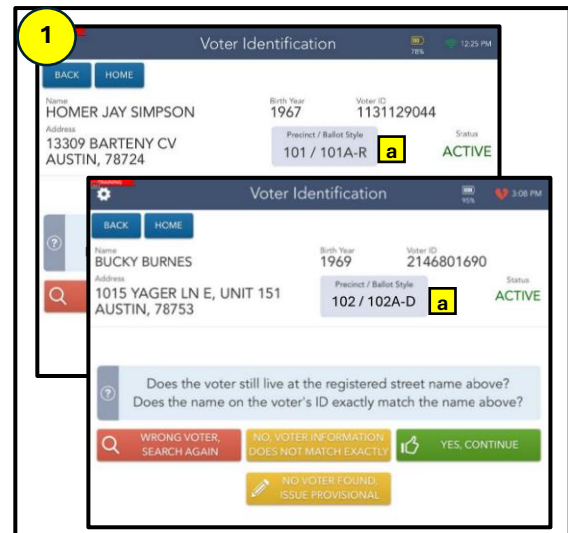 1
Voter Identification
78%
12:25 PM
BACK
HOME
Name
HOMER JAY SIMPSON
Birth Year
1967
Voter ID
1131129044
Address
13309 BARTENY CV
AUSTIN, 78724
Precinct / Ballot Style
101 / 101A-R
a
Status
ACTIVE
?
TRAINING
Voter Identification
95%
3:08 PM
BACK
HOME
Name
BUCKY BURNES
Birth Year
1969
Voter ID
2146801690
Address
1015 YAGER LN E, UNIT 151
AUSTIN, 78753
Precinct / Ballot Style
102 / 102A-D
a
Status
ACTIVE
?
Does the voter still live at the registered street name above?
Does the name on the voter's ID exactly match the name above?
WRONG VOTER,
SEARCH AGAIN
NO, VOTER INFORMATION
DOES NOT MATCH EXACTLY
YES, CONTINUE
NO VOTER FOUND,
ISSUE PROVISIONAL